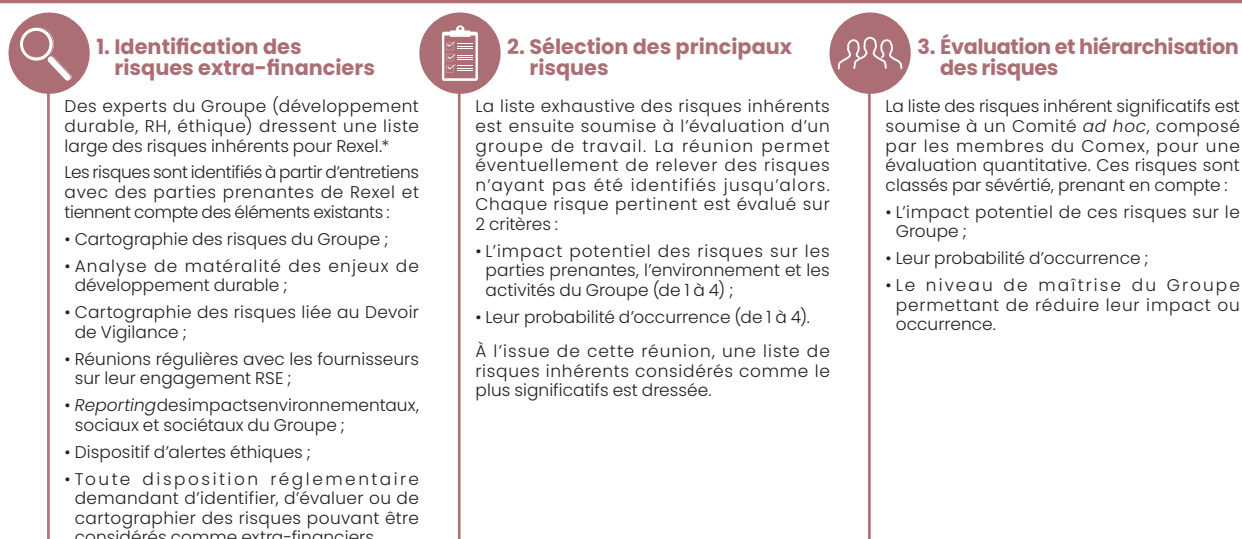 1. Identification des
risques extra-financiers
Des experts du Groupe (développement
durable, RH, éthique) dressent une liste
large des risques inhérents pour Rexel.*
Les risques sont identifiés à partir d'entretiens
avec des parties prenantes de Rexel et
tiennent compte des éléments existants :
• Cartographie des risques du Groupe ;
• Analyse de matéralité des enjeux de
développement durable ;
• Cartographie des risques liée au Devoir
de Vigilance ;
• Réunions régulières avec les fournisseurs
sur leur engagement RSE ;
• Reportingdesimpactsenvironnementaux,
sociaux et sociétaux du Groupe ;
• Dispositif d'alertes éthiques ;
• Toute disposition réglementaire
demandant d'identifier, d'évaluer ou de
cartographier des risques pouvant être
considérés comme extra-financiers
2. Sélection des principaux
risques
La liste exhaustive des risques inhérents
est ensuite soumise à l'évaluation d'un
groupe de travail. La réunion permet
éventuellement de relever des risques
n'ayant pas été identifiés jusqu'alors.
Chaque risque pertinent est évalué sur
2 critères :
• L'impact potentiel des risques sur les
parties prenantes, l'environnement et les
activités du Groupe (de 1 à 4) ;
• Leur probabilité d'occurrence (de 1 à 4).
À l'issue de cette réunion, une liste de
risques inhérents considérés comme le
plus significatifs est dressée.
3. Évaluation et hiérarchisation
des risques
La liste des risques inhérent significatifs est
soumise à un Comité ad hoc, composé
par les membres du Comex, pour une
évaluation quantitative. Ces risques sont
classés par sévértié, prenant en compte :
• L'impact potentiel de ces risques sur le
Groupe ;
• Leur probabilité d'occurrence ;
• Le niveau de maîtrise du Groupe
permettant de réduire leur impact ou
occurrence.